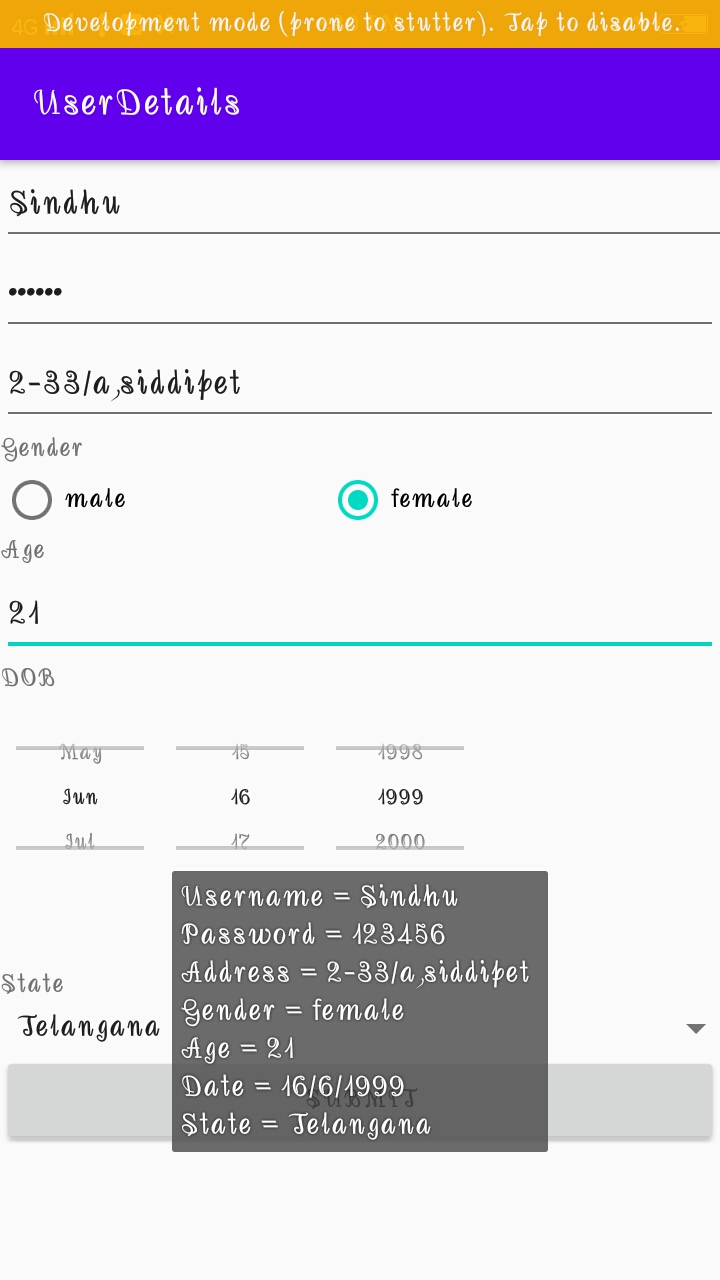 4G Development mode (prone to stutter). Tap to disable.
UserDetails
Sindhu
••••••
2-33/a,siddipet
Gender
male female
Age
21
DOB
May 15 1998
Jun 16 1999
Jul 17 2000
Username = Sindhu
Password = 123456
Address = 2-33/a,siddipet
Gender = female
Age = 21
Date = 16/6/1999
State = Telangana
State
Telangana
SUBMIT